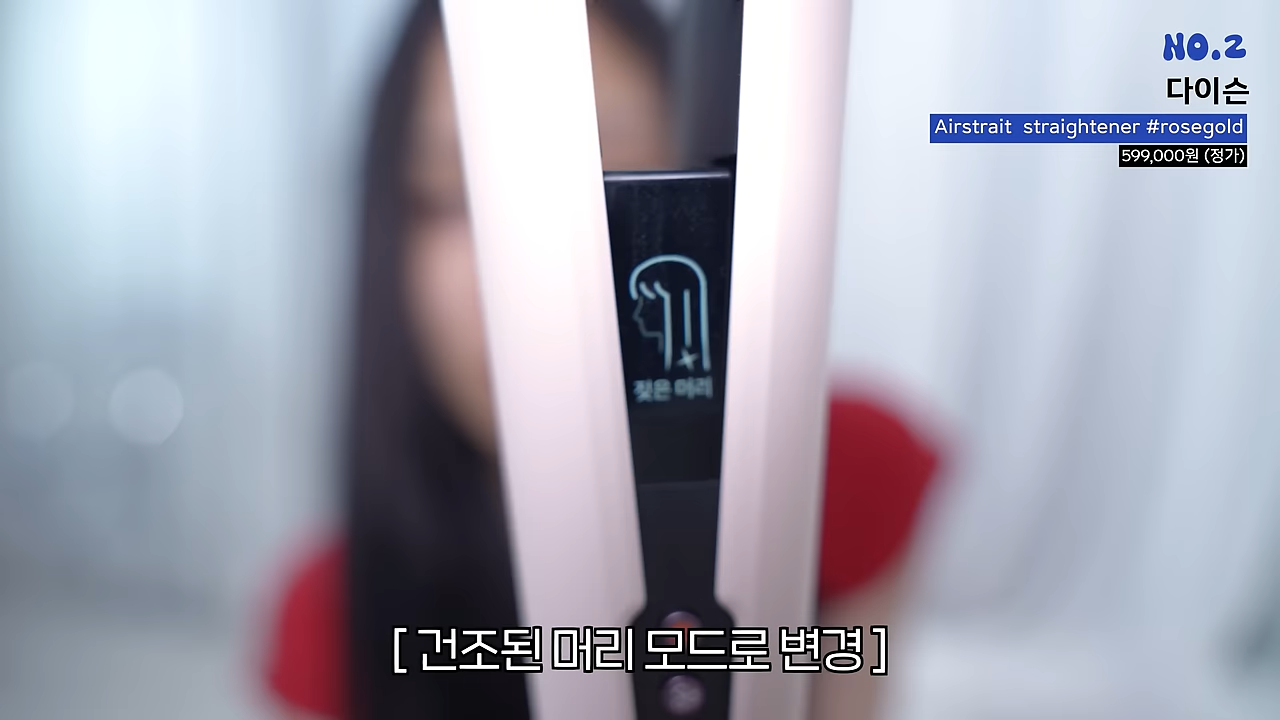 NO.2
다이슨
Airstrait straightener #rosegold
599,000원 (정가)
젖은 머리
[ 건조된 머리 모드로 변경 ]